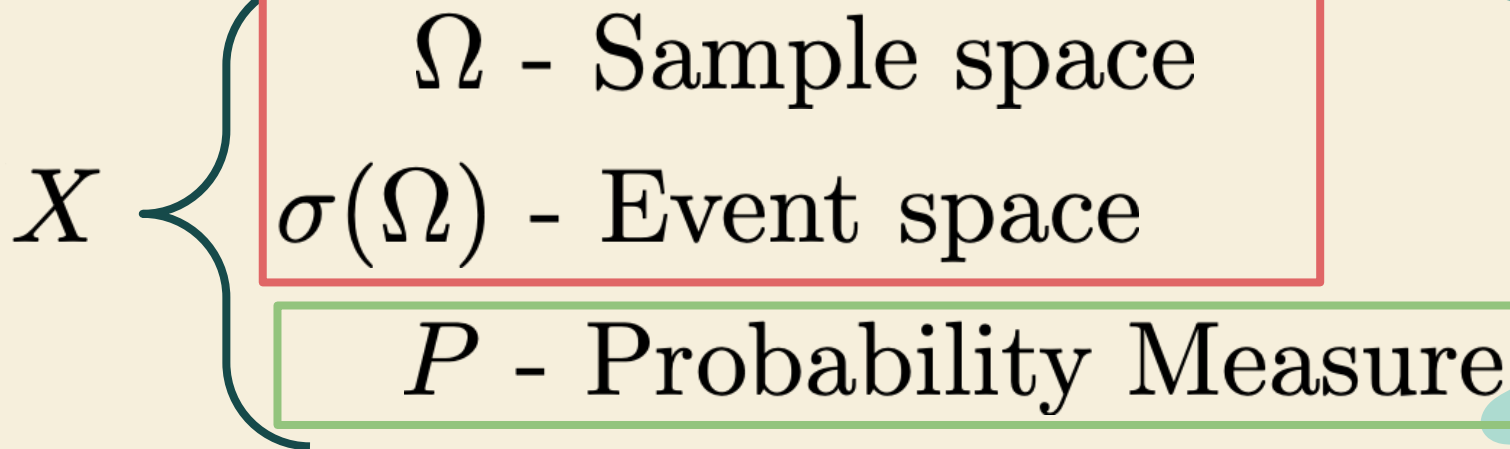 Ω - Sample space
X
σ(Ω) - Event space
P - Probability Measure